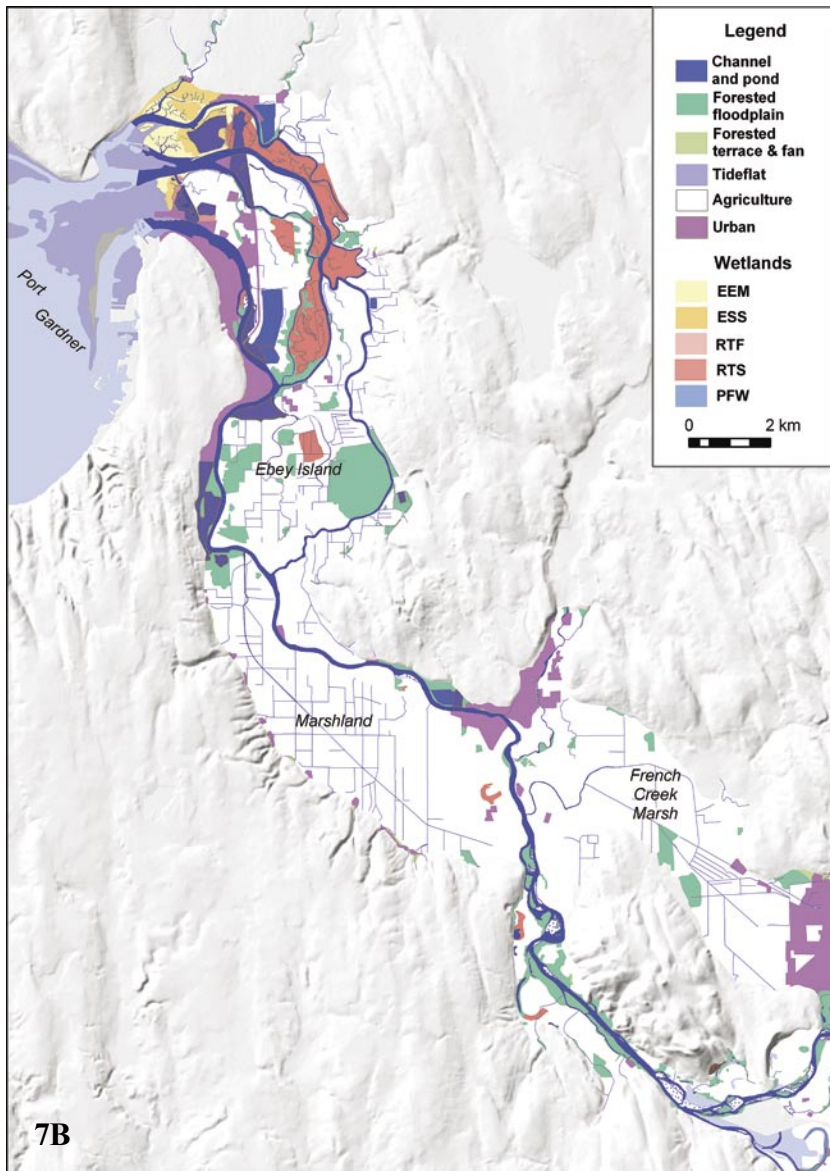 Legend
Channel
and pond
Forested
floodplain
Forested
terrace & fan
Tideflat
Agriculture
Urban
Wetlands
EEM
ESS
RTF
RTS
PFW
0 2 km
Port
Gardner
Ebey Island
Marshland
French
Creek
Marsh
7B